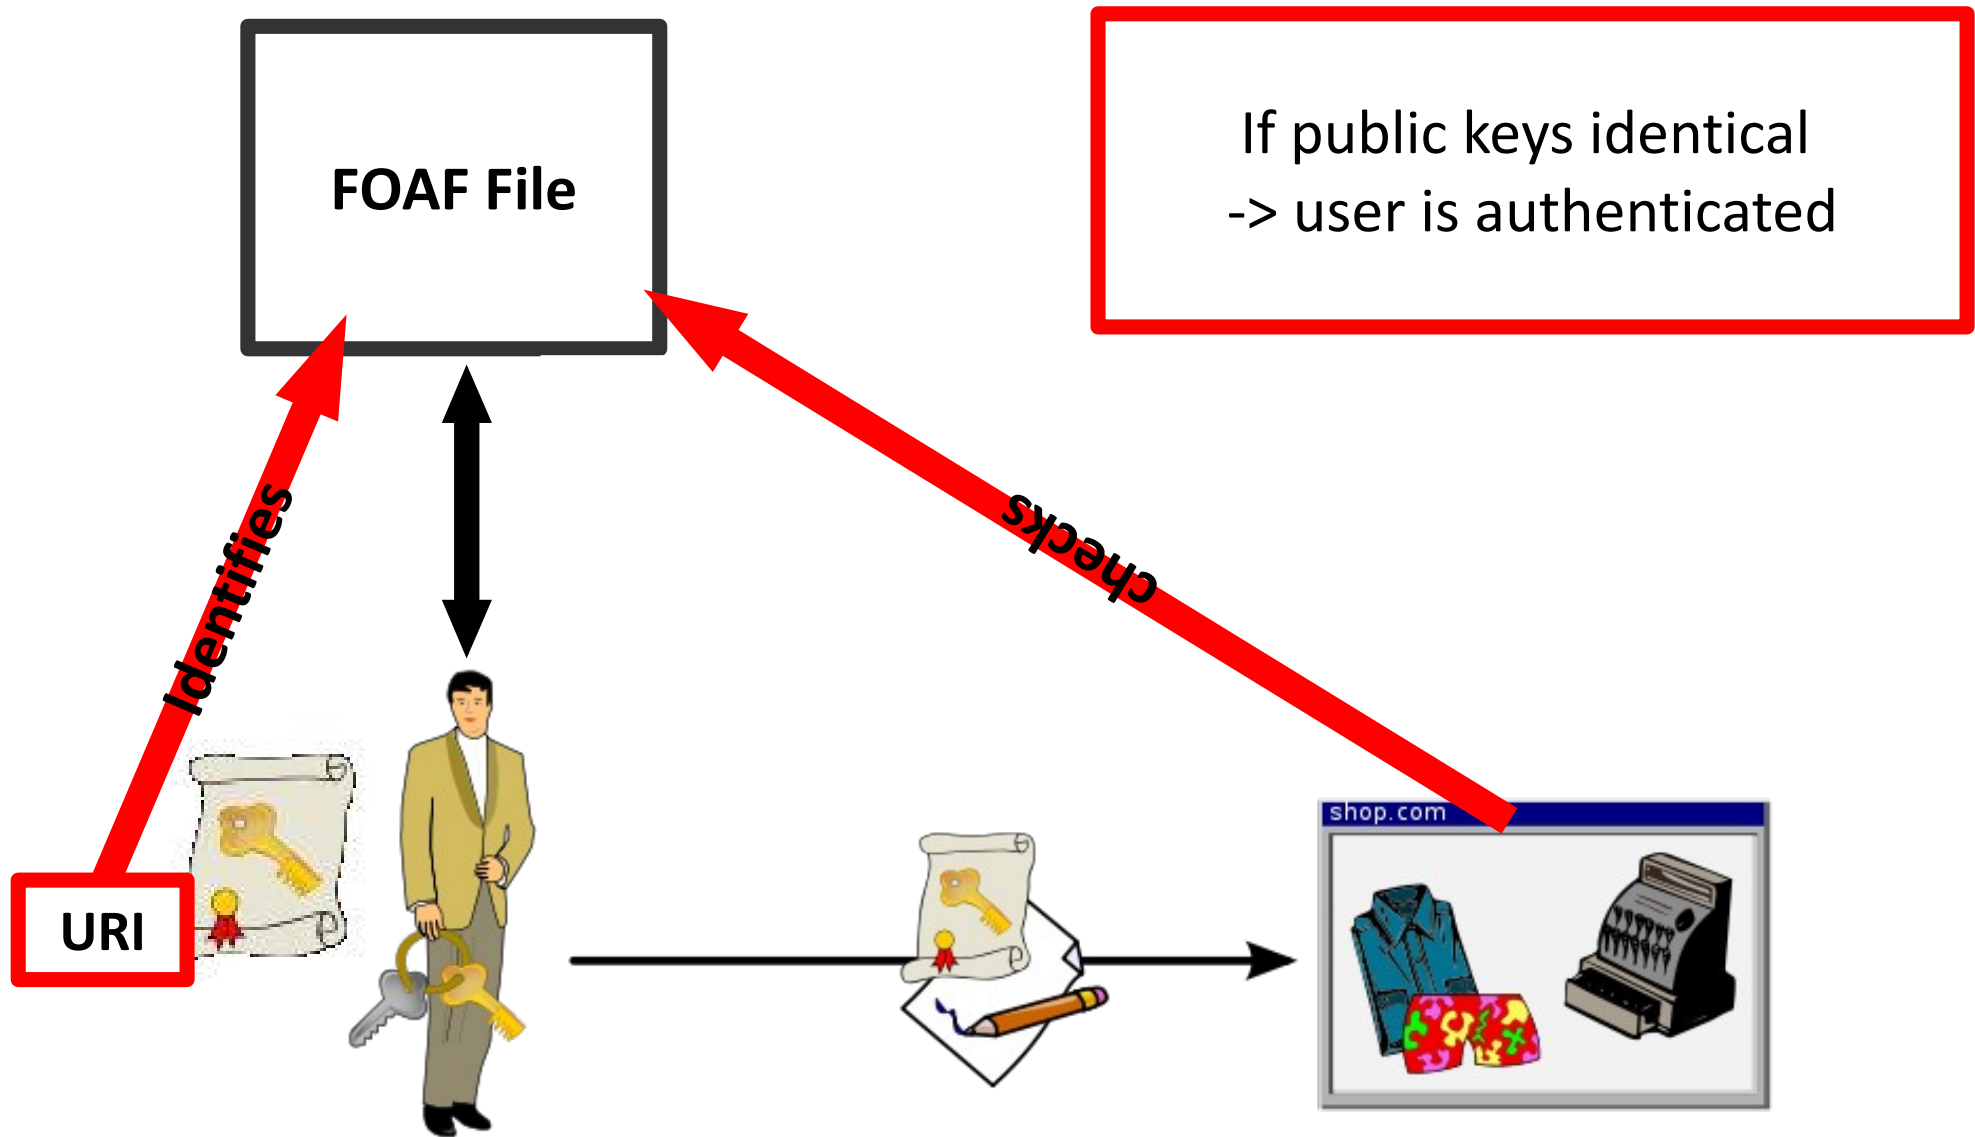 FOAF File
If public keys identical
-> user is authenticated
Identifies
checks
URI
shop.com